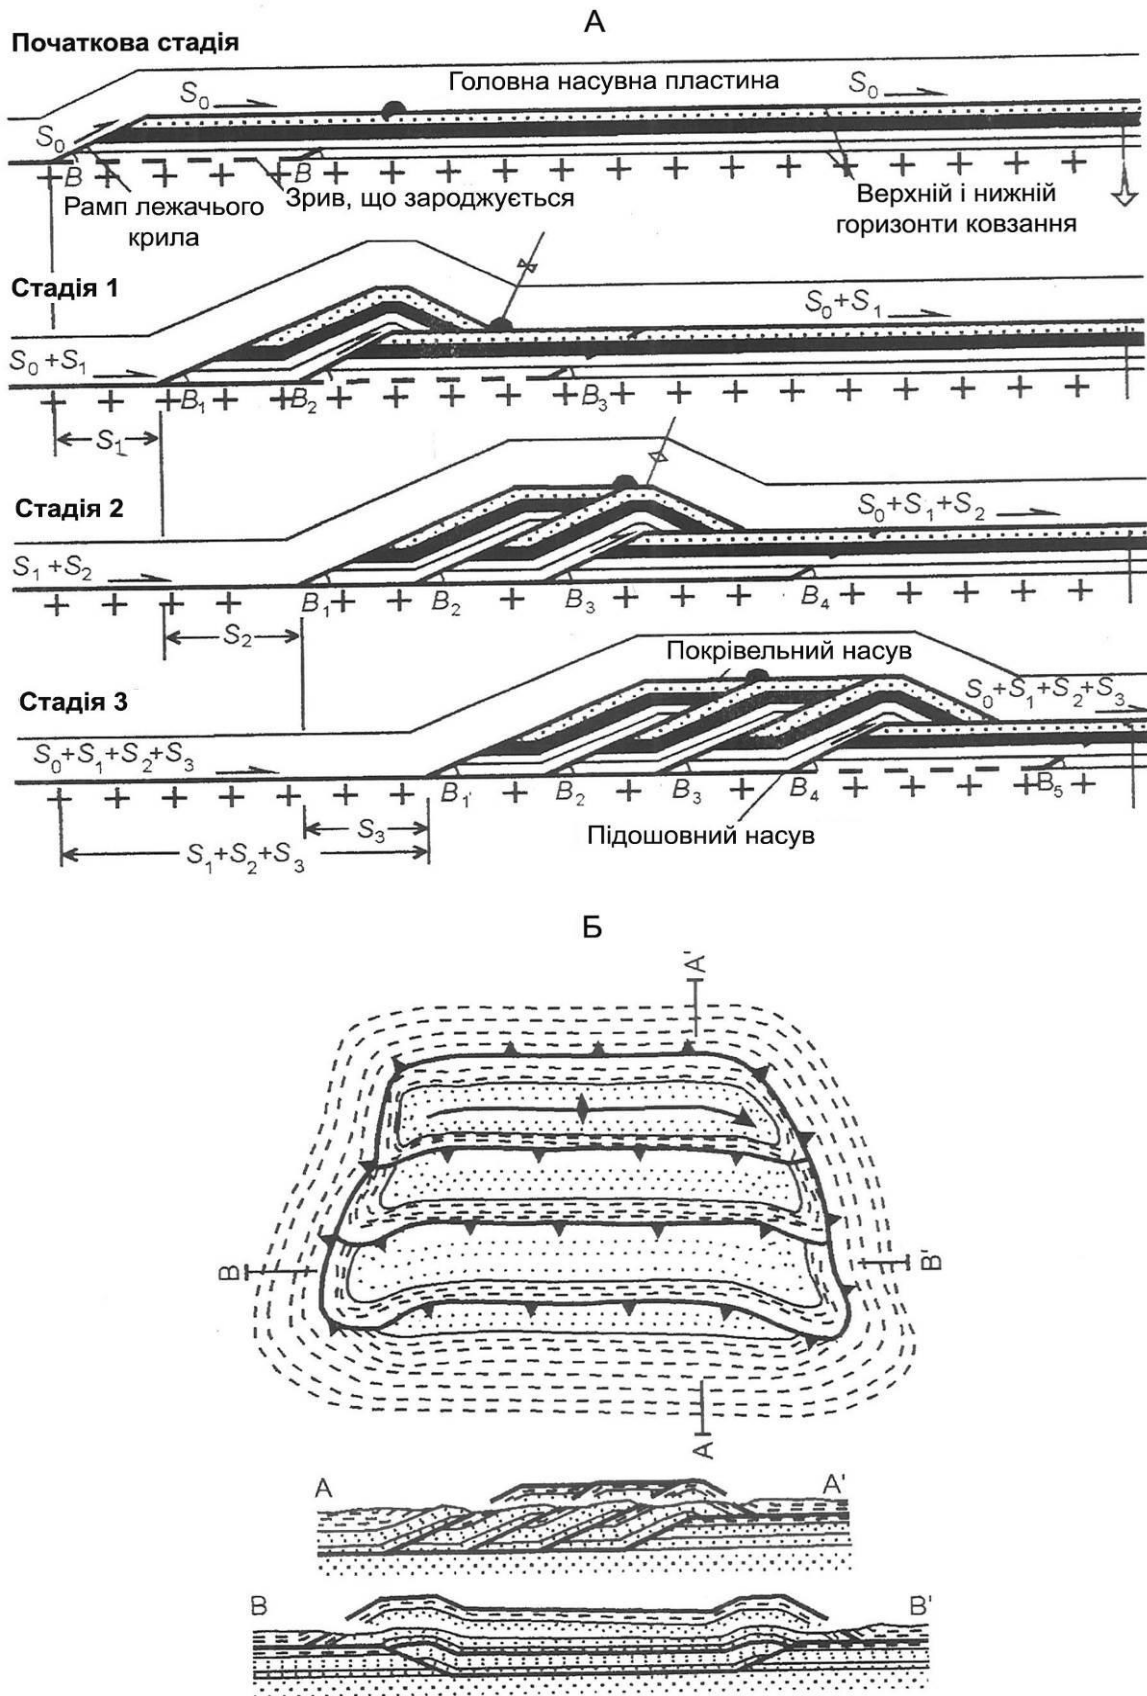 А
Початкова стадія
Головна насувна пластина
S₀
S₀
S₀
B
B
Рамп лежачього
крила
Зрив, що зароджується
Верхній і нижній
горизонти ковзання
Стадія 1
S₀+S₁
S₀+S₁
B₁
B₂
B₃
S₁
Стадія 2
S₀+S₁+S₂
S₁+S₂
B₁
B₂
B₃
B₄
S₂
Покрівельний насув
Стадія 3
S₀+S₁+S₂+S₃
S₀+S₁+S₂+S₃
B₁
B₂
B₃
B₄
B₅
S₃
S₁+S₂+S₃
Підошовний насув
Б
A'
B
B'
A
A
A'
B
B'